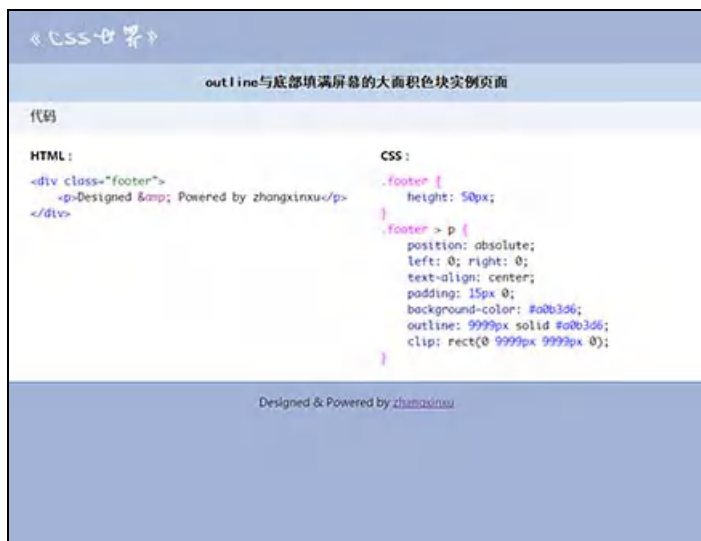 《CSS世界》
outline与底部填满屏幕的大面积色块实例页面
代码
HTML:
<div class="footer">
<p>Designed &amp; Powered by zhangxinxu</p>
</div>
CSS:
.footer {
height: 50px;
}
.footer > p {
position: absolute;
left: 0; right: 0;
text-align: center;
padding: 15px 0;
background-color: #a0b3d6;
outline: 9999px solid #a0b3d6;
clip: rect(0 9999px 9999px 0);
}
Designed & Powered by zhangxinxu